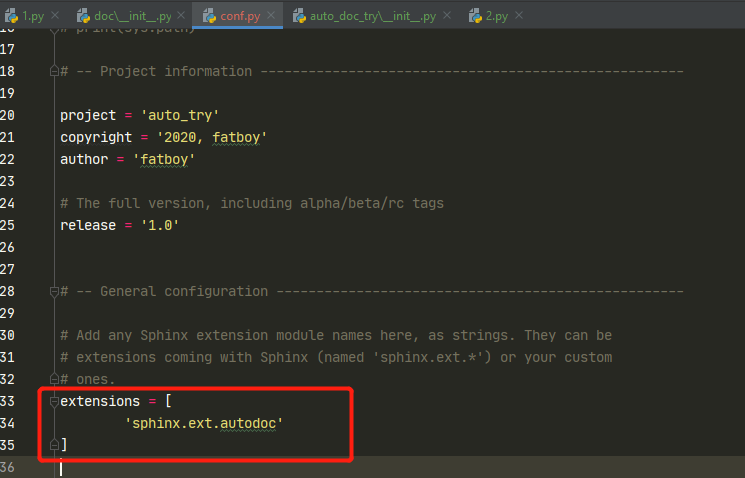 1.py doc\__init__.py conf.py auto_doc_try\__init__.py 2.py
16 # print(sys.path)
17
18 # -- Project information -----------------------------------------------------
19
20 project = 'auto_try'
21 copyright = '2020, fatboy'
22 author = 'fatboy'
23
24 # The full version, including alpha/beta/rc tags
25 release = '1.0'
26
27
28 # -- General configuration ---------------------------------------------------
29
30 # Add any Sphinx extension module names here, as strings. They can be
31 # extensions coming with Sphinx (named 'sphinx.ext.*') or your custom
32 # ones.
33 extensions = [
34 'sphinx.ext.autodoc'
35 ]
36